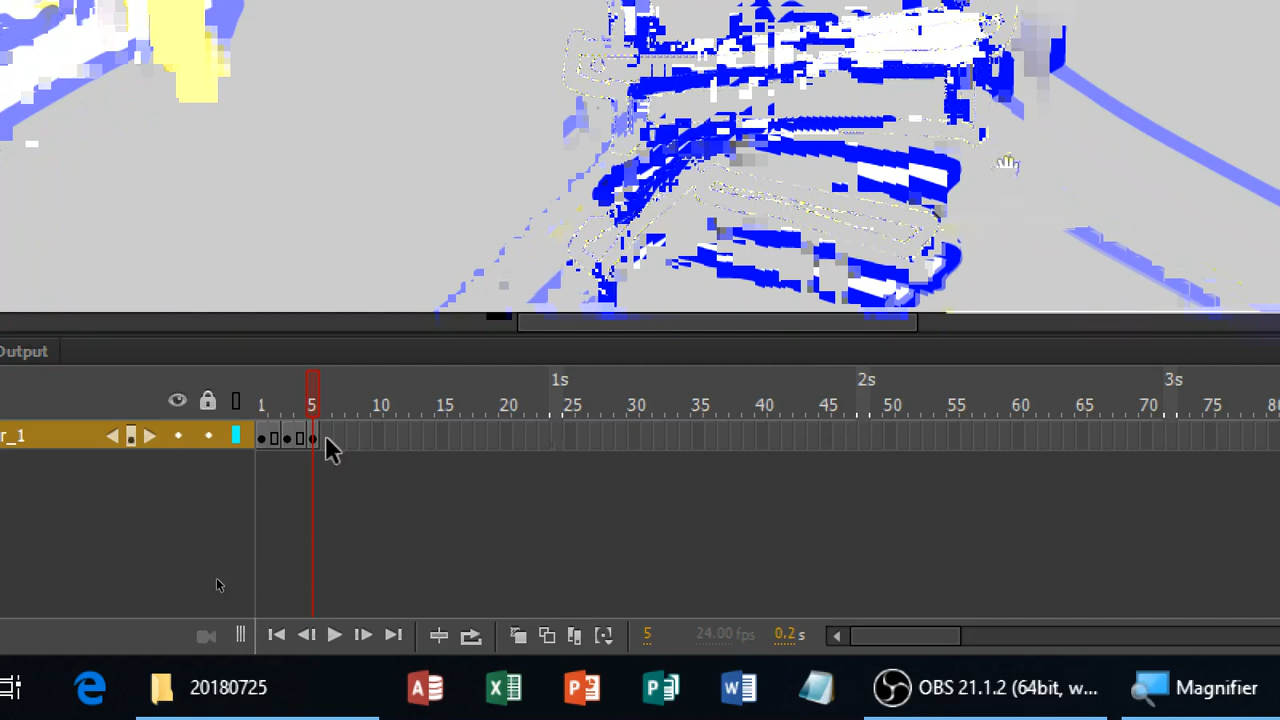 Output
1s 2s 3s
1 5 10 15 20 25 30 35 40 45 50 55 60 65 70 75 80
r_1
5 24.00 fps 0.2 s
20180725 OBS 21.1.2 (64bit, w... Magnifier